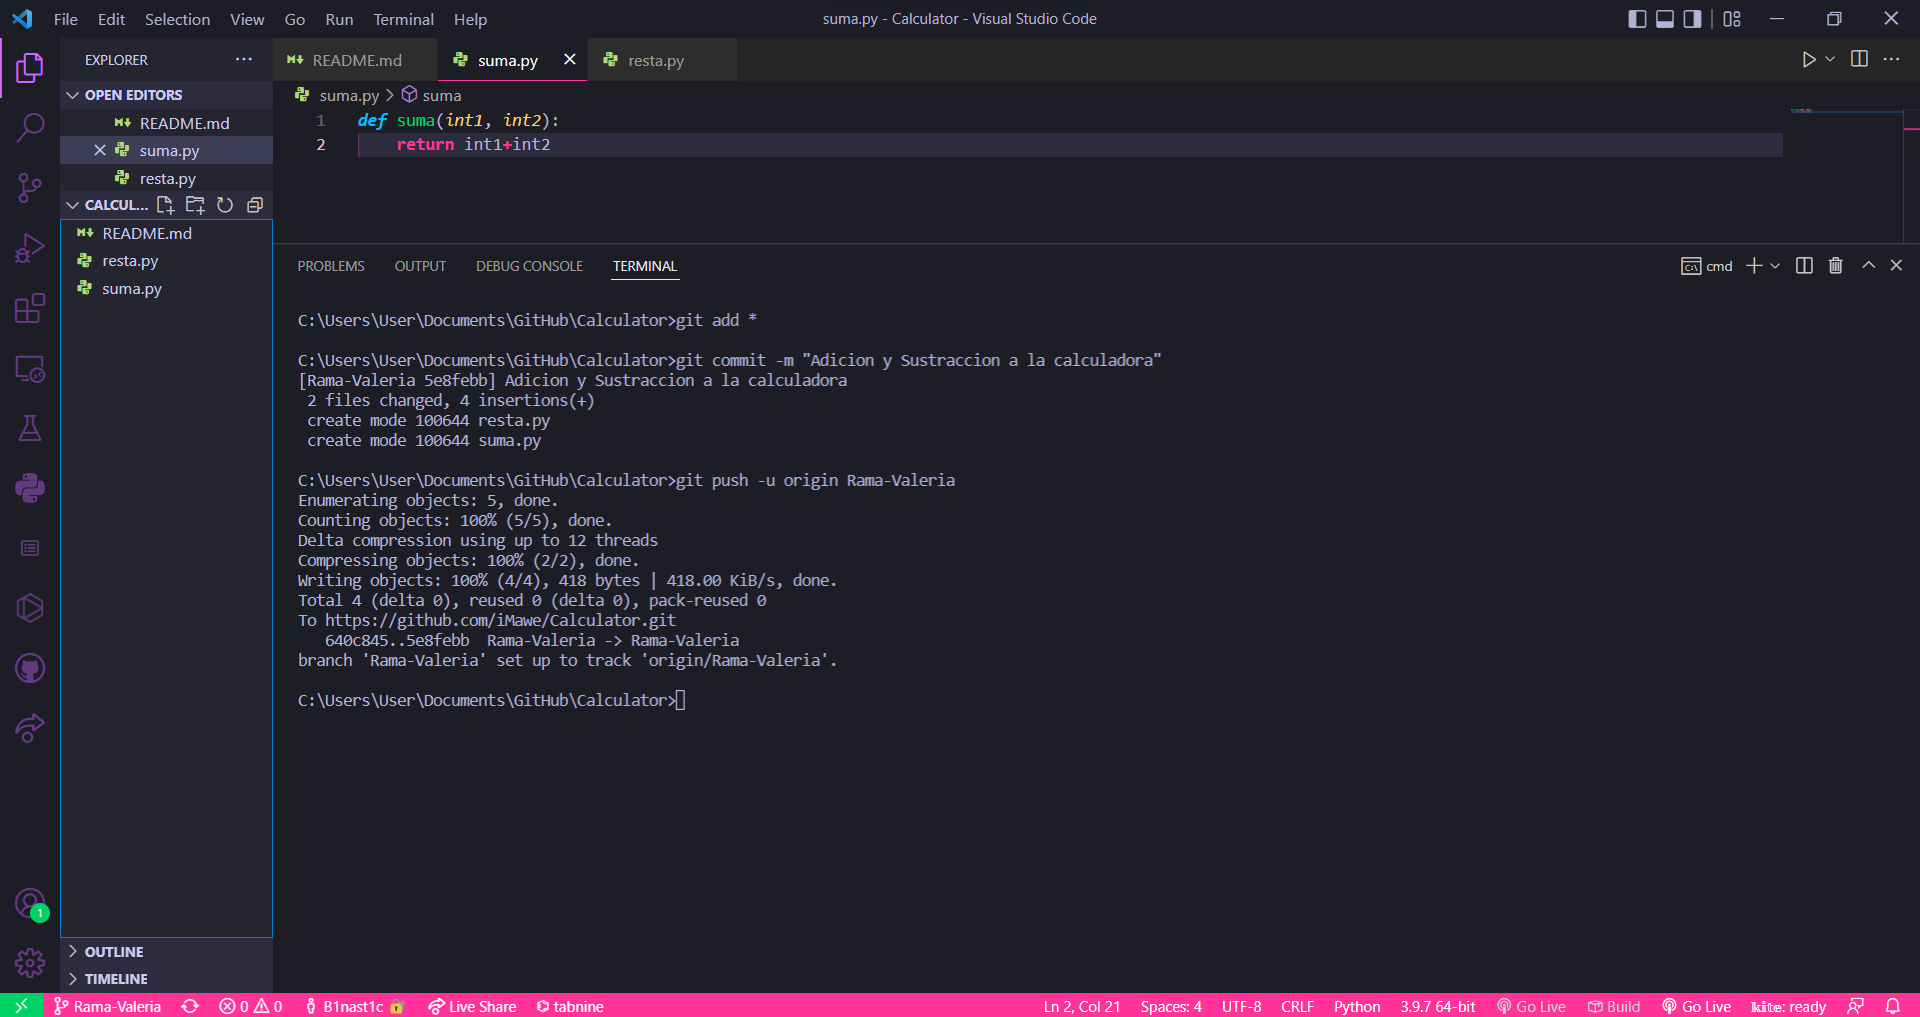 File Edit Selection View Go Run Terminal Help
suma.py - Calculator - Visual Studio Code
EXPLORER
README.md
suma.py
resta.py
OPEN EDITORS
README.md
suma.py
resta.py
CALCUL...
README.md
resta.py
suma.py
OUTLINE
TIMELINE
suma.py > suma
1 def suma(int1, int2):
2 return int1+int2
PROBLEMS OUTPUT DEBUG CONSOLE TERMINAL
cmd
C:\Users\User\Documents\GitHub\Calculator>git add *
C:\Users\User\Documents\GitHub\Calculator>git commit -m "Adicion y Sustraccion a la calculadora"
[Rama-Valeria 5e8febb] Adicion y Sustraccion a la calculadora
2 files changed, 4 insertions(+)
create mode 100644 resta.py
create mode 100644 suma.py
C:\Users\User\Documents\GitHub\Calculator>git push -u origin Rama-Valeria
Enumerating objects: 5, done.
Counting objects: 100% (5/5), done.
Delta compression using up to 12 threads
Compressing objects: 100% (2/2), done.
Writing objects: 100% (4/4), 418 bytes | 418.00 KiB/s, done.
Total 4 (delta 0), reused 0 (delta 0), pack-reused 0
To https://github.com/iMawe/Calculator.git
640c845..5e8febb Rama-Valeria -> Rama-Valeria
branch 'Rama-Valeria' set up to track 'origin/Rama-Valeria'.
C:\Users\User\Documents\GitHub\Calculator>
1
Rama-Valeria 0 0 B1nast1c Live Share tabnine
Ln 2, Col 21 Spaces: 4 UTF-8 CRLF Python 3.9.7 64-bit Go Live Build Go Live kite: ready